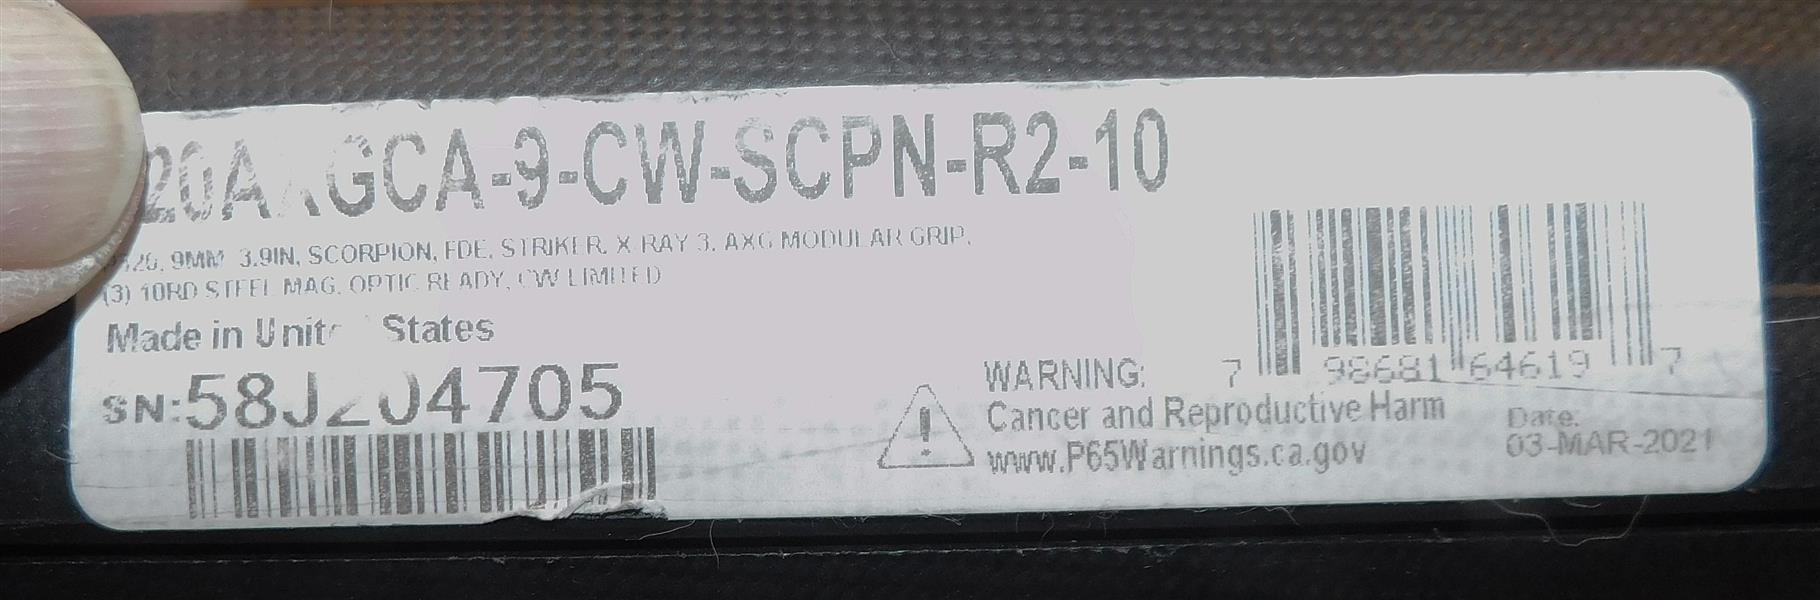 20AXGCA-9-CW-SCPN-R2-10
9MM, 3.9IN, SCORPION, FDE, STRIKER, X-RAY 3, AXG MODULAR GRIP,
(3) 10RD STEEL MAG, OPTIC READY, CW LIMITED
Made in United States
SN:58J204705
WARNING:
Cancer and Reproductive Harm
www.P65Warnings.ca.gov
7 98681 64619 7
Date:
03-MAR-2021